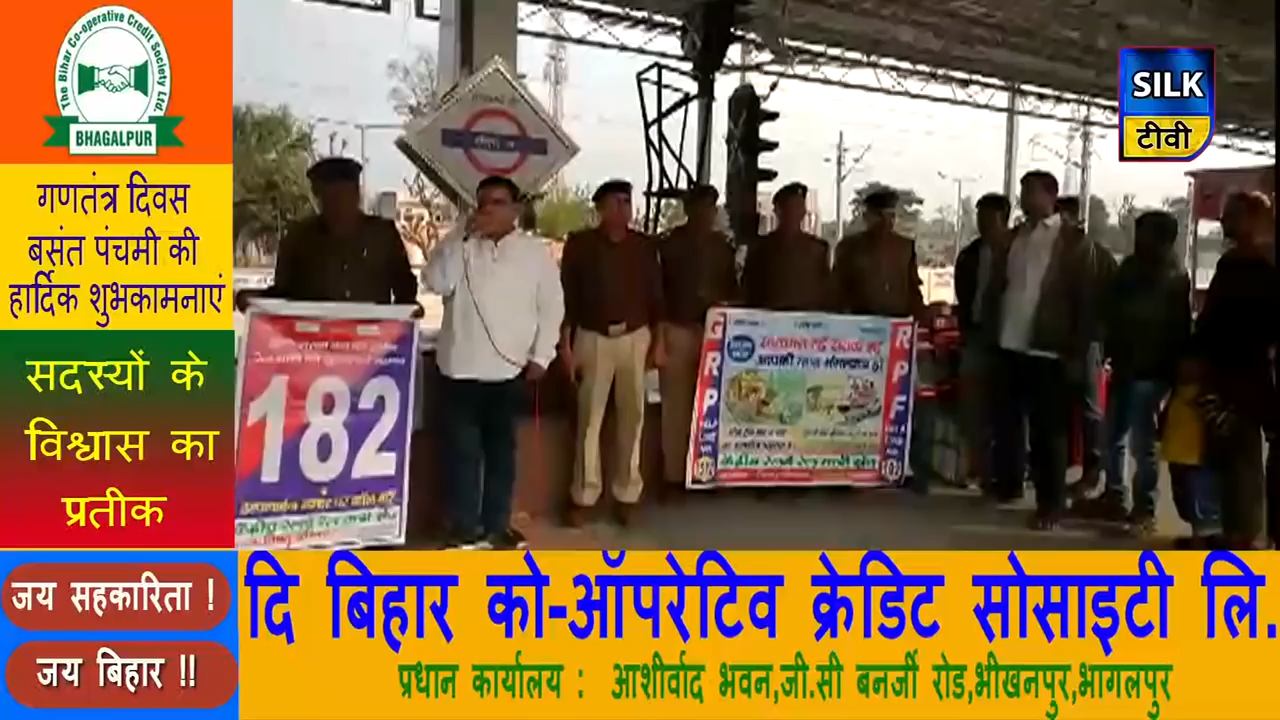 The Bihar Co-operative Credit Society Ltd.
BHAGALPUR
गणतंत्र दिवस
बसंत पंचमी की
हार्दिक शुभकामनाएं
सदस्यों के
विश्वास का
प्रतीक
जय सहकारिता !
जय बिहार !!
SILK
टीवी
182
GRP
RPF
दि बिहार को-ऑपरेटिव क्रेडिट सोसाइटी लि.
प्रधान कार्यालय : आशीर्वाद भवन,जी.सी बनर्जी रोड,भीखनपुर,भागलपुर